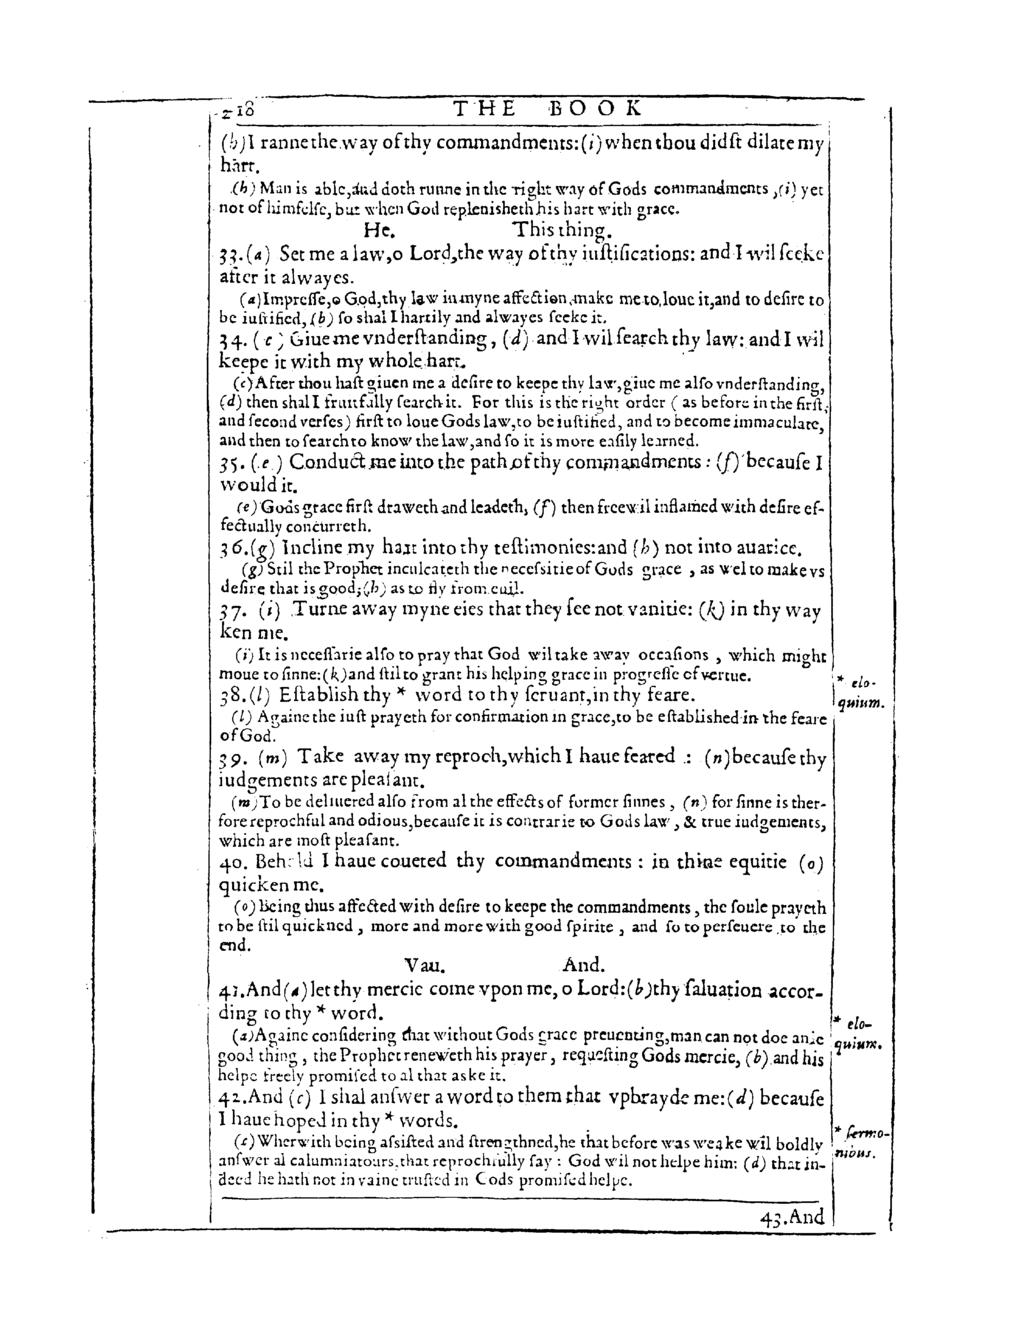 218 THE BOOK
(h) I ranne the way of thy commandments: (i) when thou didſt dilate my
hart.
(h) Man is able, and doth runne in the right way of Gods commandments, (i) yet
not of himſelfe, but when God repleniſheth his hart with grace.
He. This thing.
33. (a) Set me a law, o Lord, the way of thy iuſtifications: and I wil ſeeke
after it alwayes.
(a) Impreſſe, o God, thy law in myne affection, make me to loue it, and to deſire to
be iuſtified, (b) ſo shal I hartily and alwayes ſeeke it.
34. (c) Giue me vnderſtanding, (d) and I wil ſearch thy law: and I wil
keepe it with my whole hart.
(c) After thou haſt giuen me a deſire to keepe thy law, giue me alſo vnderſtanding,
(d) then shal I fruitfully ſearch it. For this is the right order ( as before in the firſt,
and ſecond verſes) firſt to loue Gods law, to be iuſtified, and to become immaculate,
and then to ſearch to know the law, and ſo it is more eaſily learned.
35. (e) Conduct me into the path of thy commandments: (f) becauſe I
would it.
(e) Gods grace firſt draweth and leadeth, (f) then freewil inflamed with deſire ef-
fectually concurreth.
36. (g) Incline my hart into thy teſtimonies: and (h) not into auarice.
(g) Stil the Prophet inculcateth the neceſsitie of Gods grace, as wel to make vs
deſire that is good; (h) as to fly from euil.
37. (i) Turne away myne eies that they ſee not vanitie: (k) in thy way
ken me.
(i) It is neceſſarie alſo to pray that God wil take away occaſions, which might
moue to ſinne: (k) and ſtil to grant his helping grace in progreſſe of vertue.
38. (l) Eſtablish thy * word to thy ſeruant, in thy feare.
* elo-
quium.
(l) Againe the iuſt prayeth for confirmation in grace, to be eſtablished in the feare
of God.
39. (m) Take away my reproch, which I haue feared: (n) becauſe thy
iudgements are pleaſant.
(m) To be deliuered alſo from al the effects of former ſinnes, (n) for ſinne is ther-
fore reprochful and odious, becauſe it is contrarie to Gods law, & true iudgements,
which are moſt pleaſant.
40. Behold I haue coueted thy commandments: in thine equitie (o)
quicken me.
(o) Being thus affected with deſire to keepe the commandments, the ſoule prayeth
to be ſtil quickned, more and more with good ſpirite, and ſo to perſeuere to the
end.
Vau. And.
41. And (a) let thy mercie come vpon me, o Lord: (b) thy ſaluation accor-
ding to thy * word.
* elo-
quium.
(a) Againe conſidering that without Gods grace preuenting, man can not doe anie
good thing, the Prophet reneweth his prayer, requeſting Gods mercie, (b) and his
helpe freely promiſed to al that aske it.
42. And (c) I shal anſwer a word to them that vpbrayde me: (d) becauſe
I haue hoped in thy * words.
* ſermo-
nibus.
(c) Wherwith being aſsiſted and ſtrengthned, he that before was weake wil boldly
anſwer al calumniatours, that reprochfully ſay: God wil not helpe him: (d) that in-
deed he hath not in vaine truſted in Gods promiſed helpe.
43. And